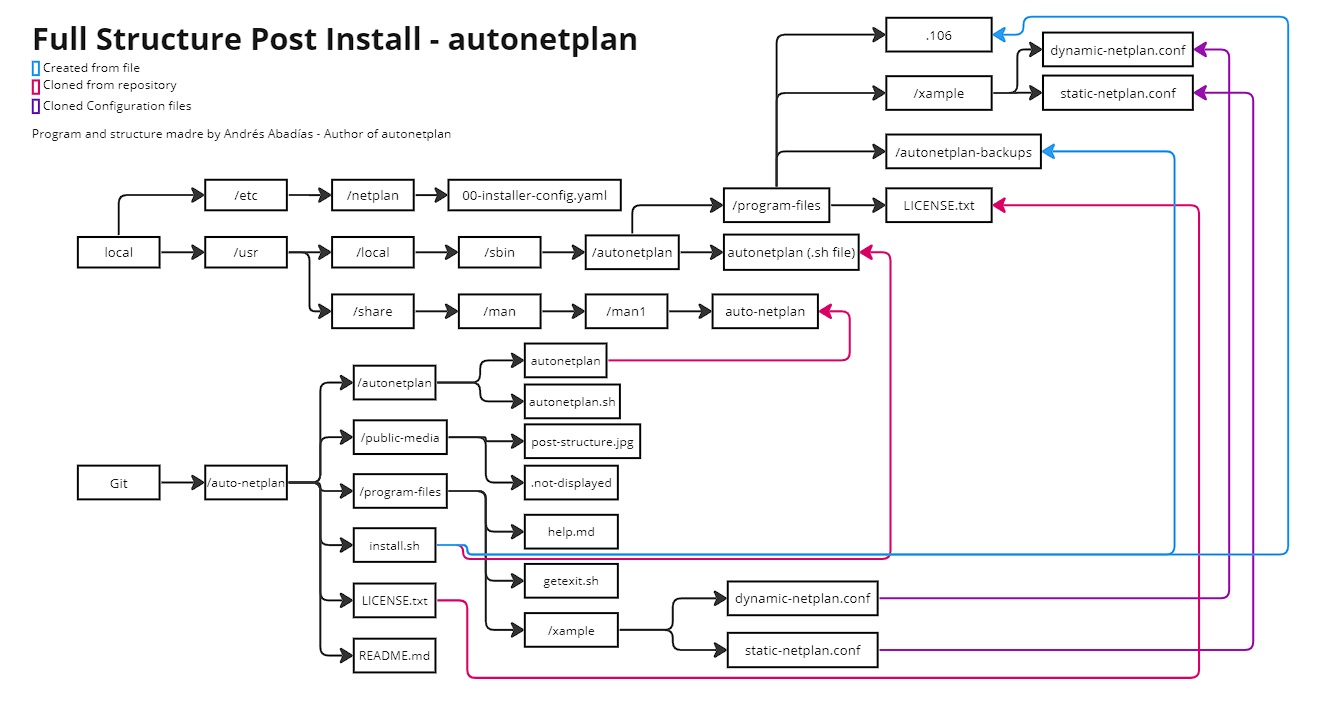 Full Structure Post Install - autonetplan
Created from file
Cloned from repository
Cloned Configuration files
Program and structure madre by Andrés Abadías - Author of autonetplan
.106
dynamic-netplan.conf
/xample
static-netplan.conf
/autonetplan-backups
/etc
/netplan
00-installer-config.yaml
/program-files
LICENSE.txt
local
/usr
/local
/sbin
/autonetplan
autonetplan (.sh file)
/share
/man
/man1
auto-netplan
autonetplan
/autonetplan
autonetplan.sh
/public-media
post-structure.jpg
Git
/auto-netplan
.not-displayed
/program-files
help.md
install.sh
getexit.sh
LICENSE.txt
dynamic-netplan.conf
/xample
static-netplan.conf
README.md